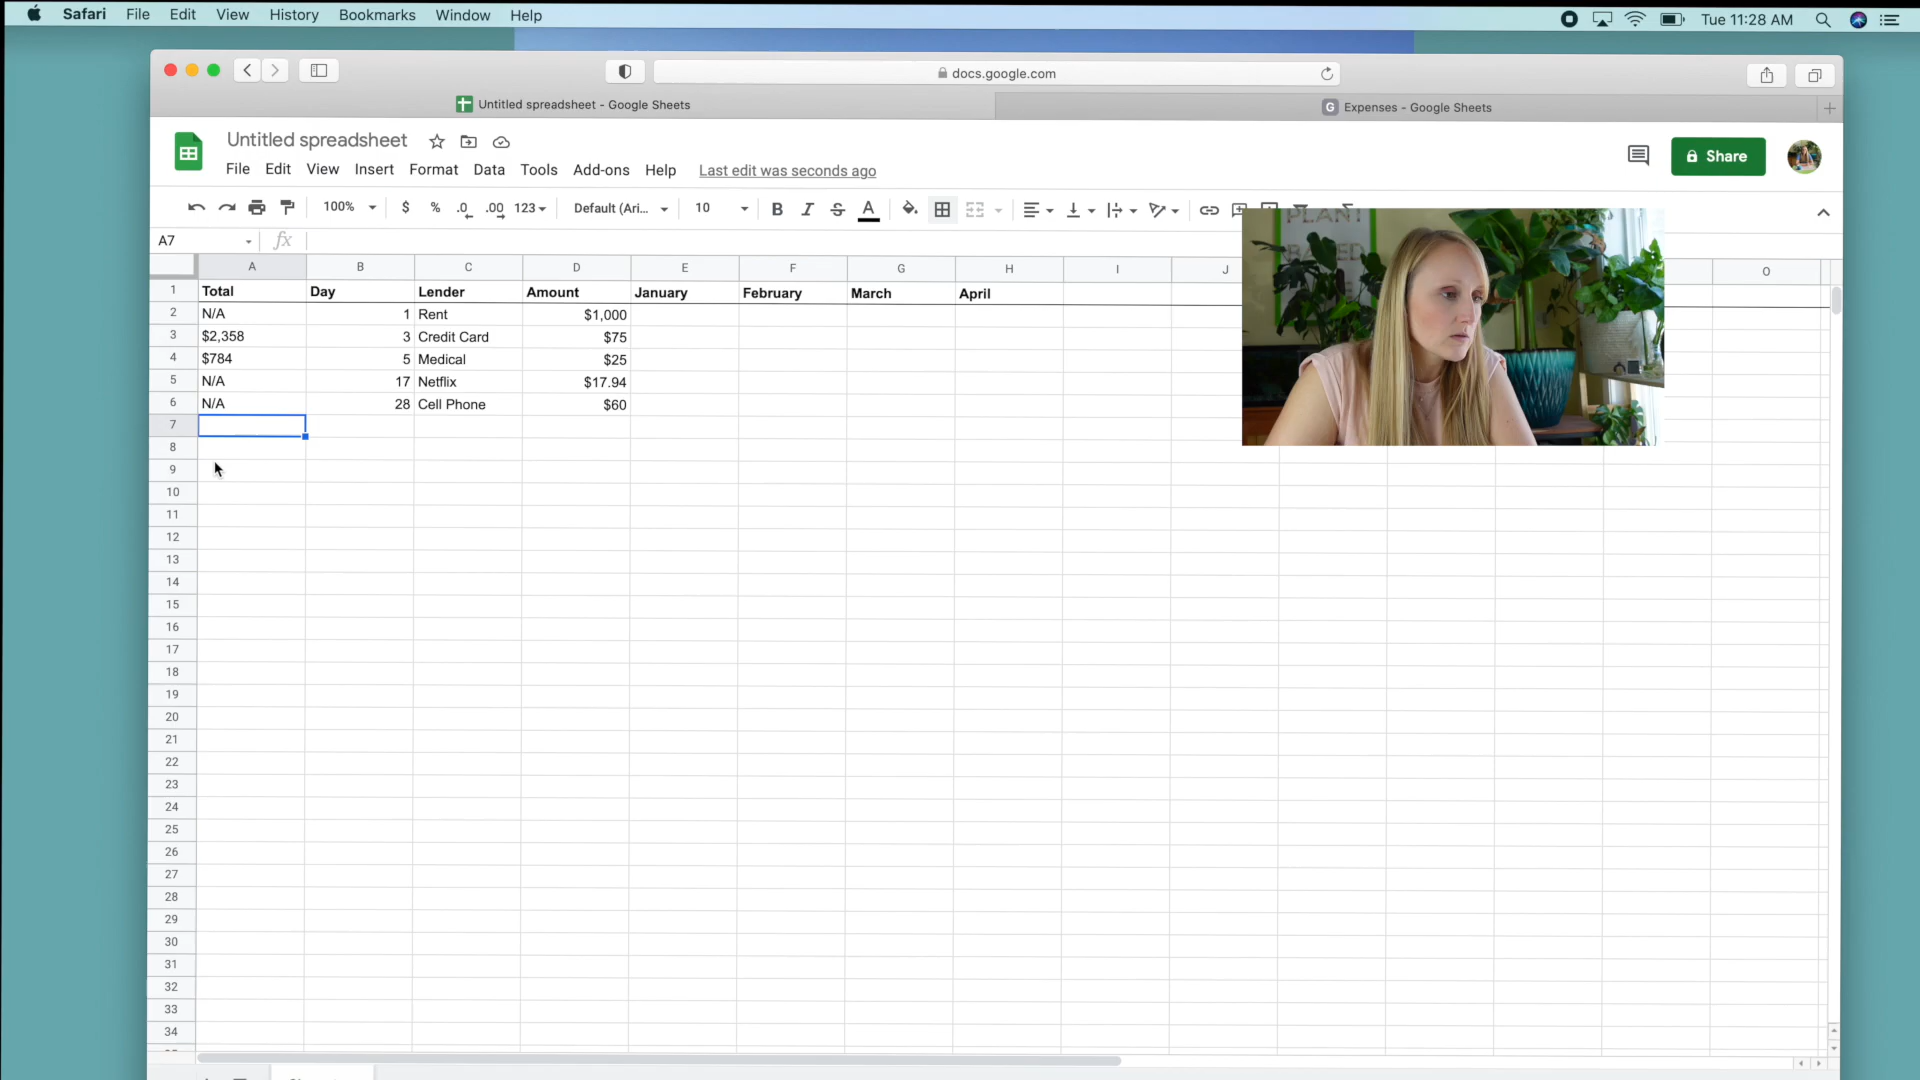 Safari File Edit View History Bookmarks Window Help Tue 11:28 AM
docs.google.com
Untitled spreadsheet - Google Sheets G Expenses - Google Sheets
Untitled spreadsheet
File Edit View Insert Format Data Tools Add-ons Help Last edit was seconds ago Share
100% $ % .0 .00 123 Default (Ari... 10 B I S A
A7 fx
PLANT
BASED
A B C D E F G H I J O
1 Total Day Lender Amount January February March April
2 N/A 1 Rent $1,000
3 $2,358 3 Credit Card $75
4 $784 5 Medical $25
5 N/A 17 Netflix $17.94
6 N/A 28 Cell Phone $60
7
8
9
10
11
12
13
14
15
16
17
18
19
20
21
22
23
24
25
26
27
28
29
30
31
32
33
34